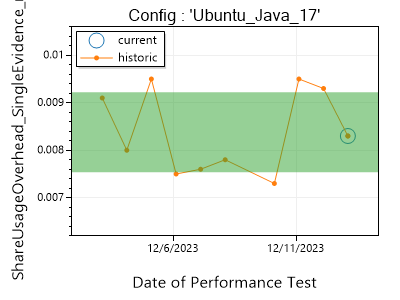 Config : 'Ubuntu_Java_17'
current
historic
0.01
0.009
0.008
0.007
ShareUsageOverhead_SingleEvidence_
12/6/2023
12/11/2023
Date of Performance Test